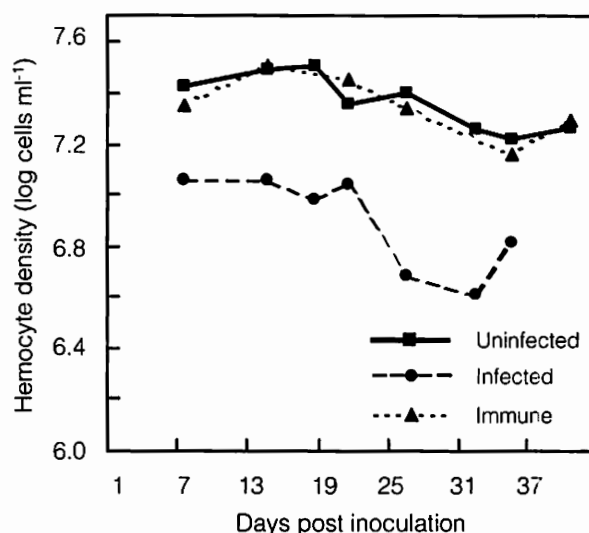 Hemocyte density (log cells ml⁻¹)
7.6
7.2
6.8
6.4
6.0
Uninfected
Infected
Immune
1 7 13 19 25 31 37
Days post inoculation